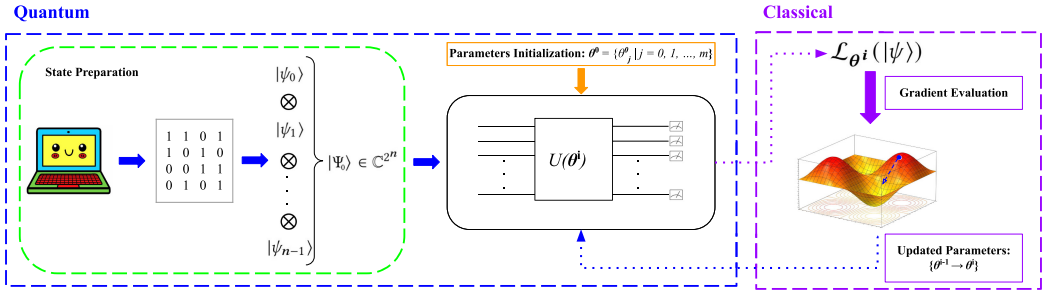 Quantum
Classical
State Preparation
1 1 0 1
1 0 1 0
0 0 1 1
0 1 0 1
|ψ₀⟩
⊗
|ψ₁⟩
⊗
⊗
|ψₙ₋₁⟩
|Ψ₀⟩ ∈ ℂ^{2^n}
Parameters Initialization: θ⁰ = {θ⁰ⱼ | j = 0, 1, ..., m}
U(θⁱ)
ℒ_{θⁱ}(|ψ⟩)
Gradient Evaluation
Updated Parameters:
{θⁱ⁻¹ → θⁱ}